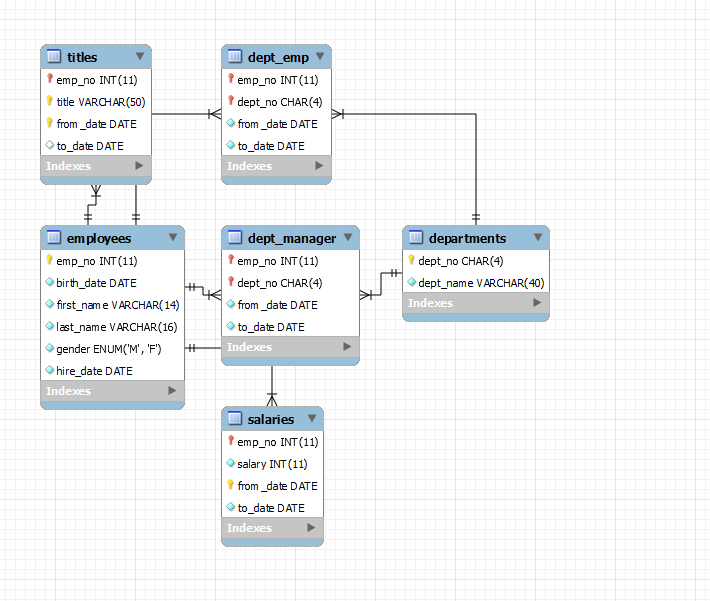 titles
emp_no INT(11)
title VARCHAR(50)
from_date DATE
to_date DATE
Indexes
dept_emp
emp_no INT(11)
dept_no CHAR(4)
from_date DATE
to_date DATE
Indexes
employees
emp_no INT(11)
birth_date DATE
first_name VARCHAR(14)
last_name VARCHAR(16)
gender ENUM('M', 'F')
hire_date DATE
Indexes
dept_manager
emp_no INT(11)
dept_no CHAR(4)
from_date DATE
to_date DATE
Indexes
departments
dept_no CHAR(4)
dept_name VARCHAR(40)
Indexes
salaries
emp_no INT(11)
salary INT(11)
from_date DATE
to_date DATE
Indexes